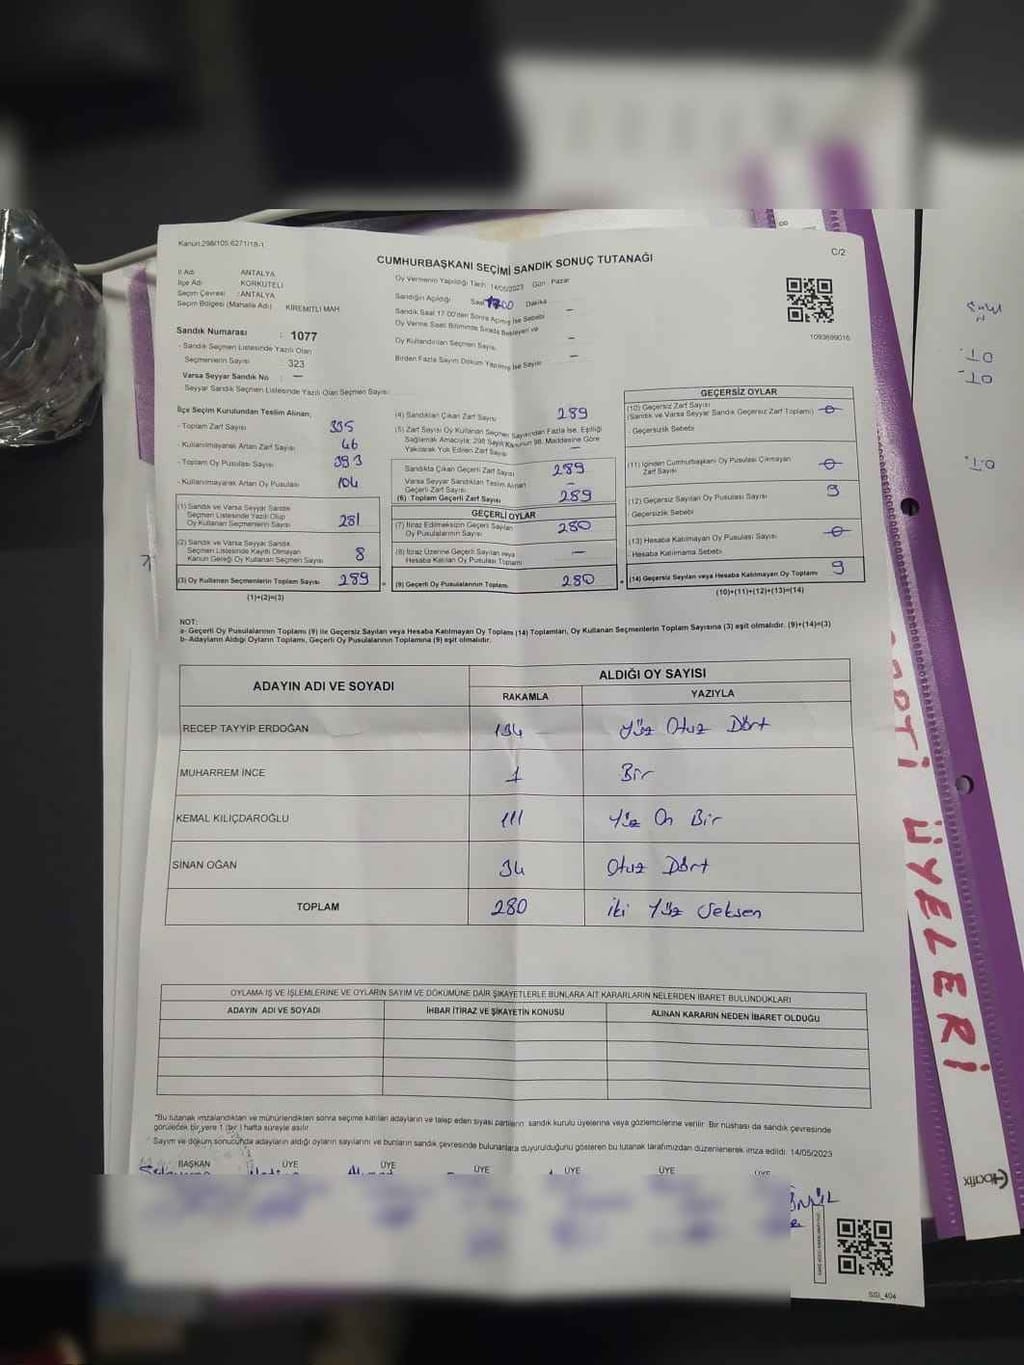 Kanun:298/105.6271/18-1
C/2
CUMHURBAŞKANI SEÇİMİ SANDIK SONUÇ TUTANAĞI
İl Adı ANTALYA
İlçe Adı KORKUTELİ
Seçim Çevresi : ANTALYA
Seçim Bölgesi (Mahalle Adı) KİREMİTLİ MAH
Sandık Numarası : 1077
- Sandık Seçmen Listesinde Yazılı Olan
Seçmenlerin Sayısı 323
Varsa Seyyar Sandık No : —
Seyyar Sandık Seçmen Listesinde Yazılı Olan Seçmen Sayısı
Oy Vermenin Yapıldığı Tarih 14/05/2023 Gün : Pazar
Sandığın Açıldığı Saat 17:00 Dakika —
Sandık Saat 17:00'den Sonra Açılmış İse Sebebi —
Oy Verme Saati Bitiminde Sırada Bekleyen ve
Oy Kullandırılan Seçmen Sayısı —
Birden Fazla Sayım Döküm Yapılmış İse Sayısı —
1093699016
İlçe Seçim Kurulundan Teslim Alınan;
- Toplam Zarf Sayısı 335
- Kullanılmayarak Artan Zarf Sayısı 46
- Toplam Oy Pusulası Sayısı 393
- Kullanılmayarak Artan Oy Pusulası 104
(1) Sandık ve Varsa Seyyar Sandık
Seçmen Listesinde Yazılı Olup
Oy Kullanan Seçmenlerin Sayısı 281
(2) Sandık ve Varsa Seyyar Sandık
Seçmen Listesinde Kayıtlı Olmayan
Kanun Gereği Oy Kullanan Seçmen Sayısı 8
(3) Oy Kullanan Seçmenlerin Toplam Sayısı 289
(1)+(2)=(3)
(4) Sandıktan Çıkan Zarf Sayısı 289
(5) Zarf Sayısı Oy Kullanan Seçmen Sayısından Fazla İse, Eşitliği
Sağlamak Amacıyla; 298 Sayılı Kanunun 98. Maddesine Göre
Yakılarak Yok Edilen Zarf Sayısı —
Sandıkta Çıkan Geçerli Zarf Sayısı 289
Varsa Seyyar Sandıktan Teslim Alınan
Geçerli Zarf Sayısı —
(6) Toplam Geçerli Zarf Sayısı 289
GEÇERLİ OYLAR
(7) İtiraz Edilmeksizin Geçerli Sayılan
Oy Pusulalarının Sayısı 280
(8) İtiraz Üzerine Geçerli Sayılan veya
Hesaba Katılan Oy Pusulası Toplamı —
(9) Geçerli Oy Pusulalarının Toplamı 280
GEÇERSİZ OYLAR
(10) Geçersiz Zarf Sayısı
(Sandık ve Varsa Seyyar Sandık Geçersiz Zarf Toplamı) 0
- Geçersizlik Sebebi
(11) İçinden Cumhurbaşkanı Oy Pusulası Çıkmayan
Zarf Sayısı 0
(12) Geçersiz Sayılan Oy Pusulası Sayısı 9
- Geçersizlik Sebebi
(13) Hesaba Katılmayan Oy Pusulası Sayısı 0
- Hesaba Katılmama Sebebi
(14) Geçersiz Sayılan veya Hesaba Katılmayan Oy Toplamı 9
(10)+(11)+(12)+(13)=(14)
NOT:
a- Geçerli Oy Pusulalarının Toplamı (9) ile Geçersiz Sayılan veya Hesaba Katılmayan Oy Toplamı (14) Toplamları, Oy Kullanan Seçmenlerin Toplam Sayısına (3) eşit olmalıdır. (9)+(14)=(3)
b- Adayların Aldığı Oyların Toplamı, Geçerli Oy Pusulalarının Toplamına (9) eşit olmalıdır.
ADAYIN ADI VE SOYADI
ALDIĞI OY SAYISI
RAKAMLA YAZIYLA
RECEP TAYYİP ERDOĞAN 134 Yüz Otuz Dört
MUHARREM İNCE 1 Bir
KEMAL KILIÇDAROĞLU 111 Yüz On Bir
SİNAN OĞAN 34 Otuz Dört
TOPLAM 280 İki Yüz Seksen
OYLAMA İŞ VE İŞLEMLERİNE VE OYLARIN SAYIM VE DÖKÜMÜNE DAİR ŞİKAYETLERLE BUNLARA AİT KARARLARIN NELERDEN İBARET BULUNDUKLARI
ADAYIN ADI VE SOYADI İHBAR İTİRAZ VE ŞİKAYETİN KONUSU ALINAN KARARIN NEDEN İBARET OLDUĞU
*Bu tutanak imzalandıktan ve mühürlendikten sonra seçime katılan adayların ve talep eden siyasi partilerin sandık kurulu üyelerine veya gözlemcilerine verilir. Bir nüshası da sandık çevresinde
görülecek bir yere 1 (bir ) hafta süreyle asılır
Sayım ve döküm sonucunda adayların aldığı oyların sayılarını ve bunların sandık çevresinde bulunanlara duyurulduğunu gösteren bu tutanak tarafımızdan düzenlenerek imza edildi. 14/05/2023
BAŞKAN ÜYE ÜYE ÜYE ÜYE ÜYE ÜYE
SSI_404
ÜYELERİ